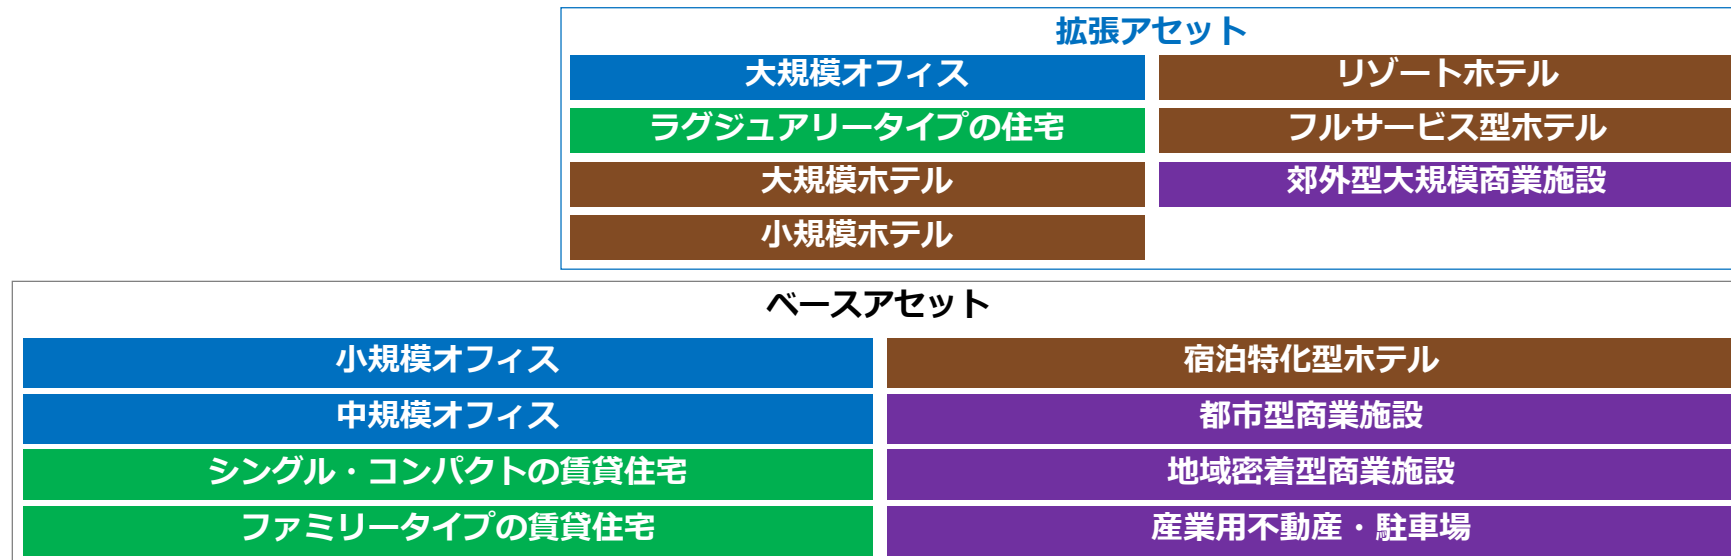 拡張アセット
大規模オフィス
リゾートホテル
ラグジュアリータイプの住宅
フルサービス型ホテル
大規模ホテル
郊外型大規模商業施設
小規模ホテル
ベースアセット
小規模オフィス
宿泊特化型ホテル
中規模オフィス
都市型商業施設
シングル・コンパクトの賃貸住宅
地域密着型商業施設
ファミリータイプの賃貸住宅
産業用不動産・駐車場